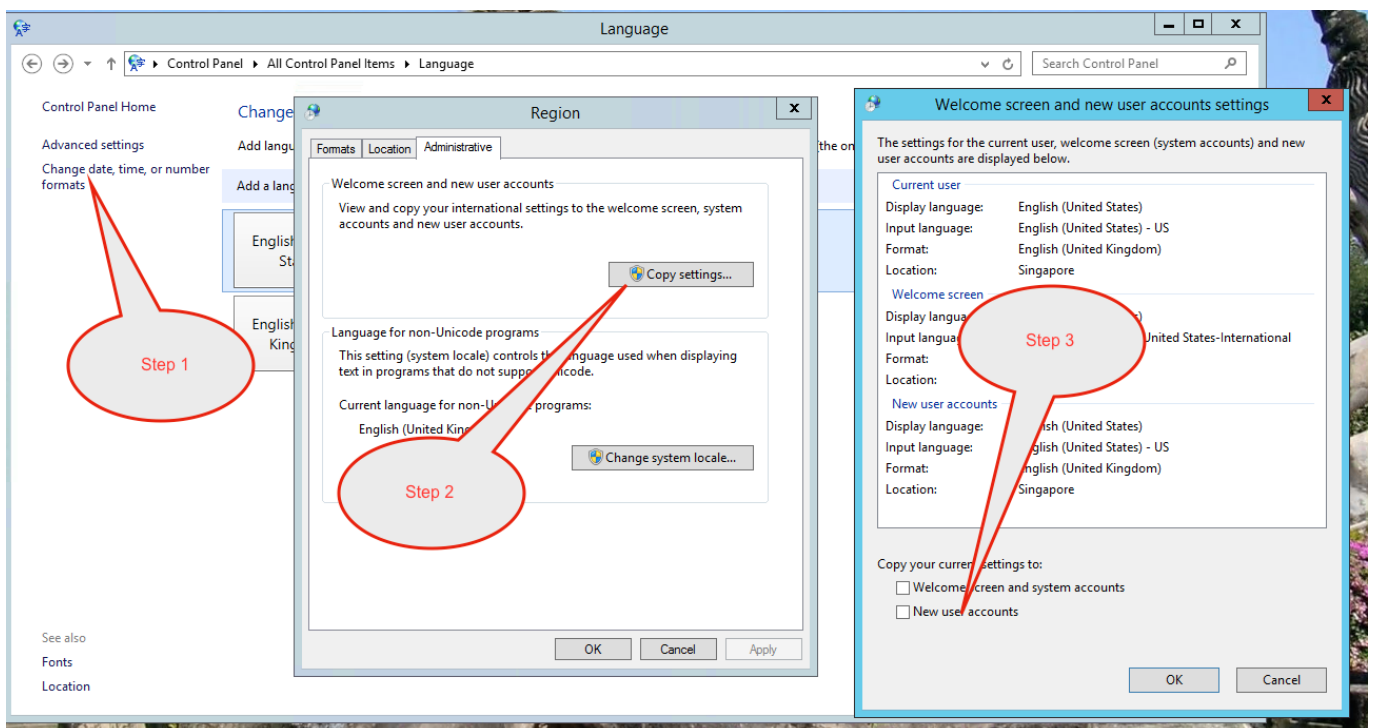 Language
Control Panel ▸ All Control Panel Items ▸ Language
Search Control Panel
Control Panel Home
Advanced settings
Change date, time, or number
formats
See also
Fonts
Location
Change
Add langu
the on
Add a lang
English
St
English
King
Step 1
Region
Formats
Location
Administrative
Welcome screen and new user accounts
View and copy your international settings to the welcome screen, system
accounts and new user accounts.
Copy settings...
Language for non-Unicode programs
This setting (system locale) controls the language used when displaying
text in programs that do not support Unicode.
Current language for non-U programs:
English (United Kin
Change system locale...
Step 2
OK
Cancel
Apply
Welcome screen and new user accounts settings
The settings for the current user, welcome screen (system accounts) and new
user accounts are displayed below.
Current user
Display language: English (United States)
Input language: English (United States) - US
Format: English (United Kingdom)
Location: Singapore
Welcome screen
Display langua
Input languag United States-International
Format:
Location:
Step 3
New user accounts
Display language: English (United States)
Input language: English (United States) - US
Format: English (United Kingdom)
Location: Singapore
Copy your current settings to:
Welcome screen and system accounts
New user accounts
OK
Cancel